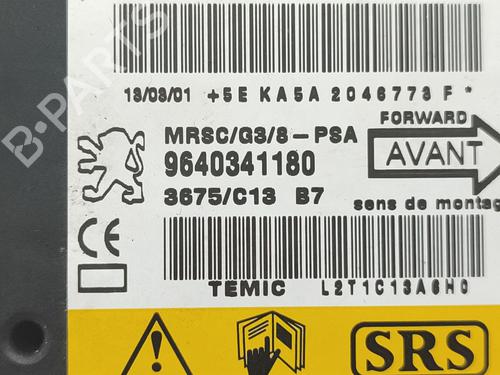 B-PARTS
13/03/01 +5E KA5A 2046773 F *
MRSC/G3/8-PSA
9640341180
3675/C13 B7
FORWARD
AVANT
sens de montag
CE
TEMIC L2T1C13A6H0
SRS